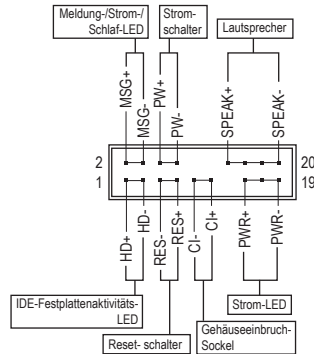 Meldung-/Strom-/
Schlaf-LED
Strom-
schalter
Lautsprecher
MSG+
MSG-
PW+
PW-
SPEAK+
SPEAK-
2
20
1
19
HD+
HD-
RES-
RES+
CI-
CI+
PWR+
PWR-
IDE-Festplattenaktivitäts-
LED
Reset- schalter
Gehäuseeinbruch-
Sockel
Strom-LED